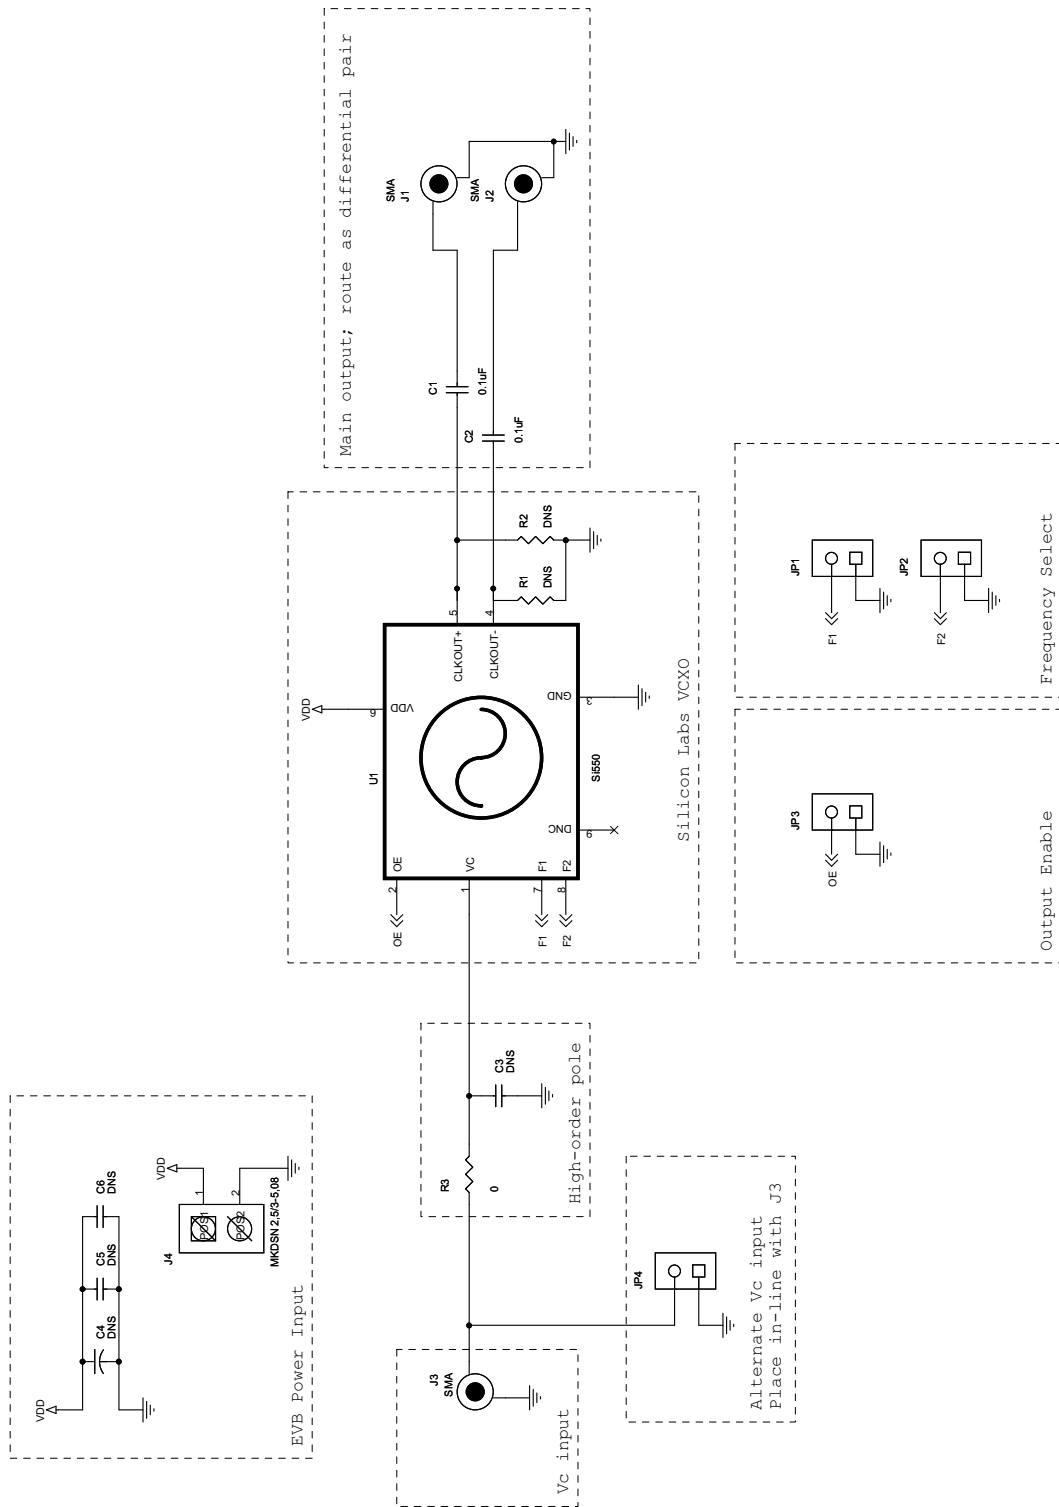 Main output; route as differential pair
SMA
J1
SMA
J2
C1
0.1uF
C2
0.1uF
R2
DNS
R1
DNS
VDD
6
VDD
5
CLKOUT+
4
CLKOUT-
GND
3
U1
Si550
DNC
9
2
OE
OE
1
VC
7
F1
F1
8
F2
F2
Silicon Labs VCXO
JP1
F1
JP2
F2
Frequency Select
JP3
OE
Output Enable
C3
DNS
R3
0
High-order pole
JP4
Alternate Vc input
Place in-line with J3
J3
SMA
Vc input
VDD
C4
DNS
C5
DNS
C6
DNS
VDD
1
2
POS1
POS2
J4
MKDSN 2,5/3-5,08
EVB Power Input